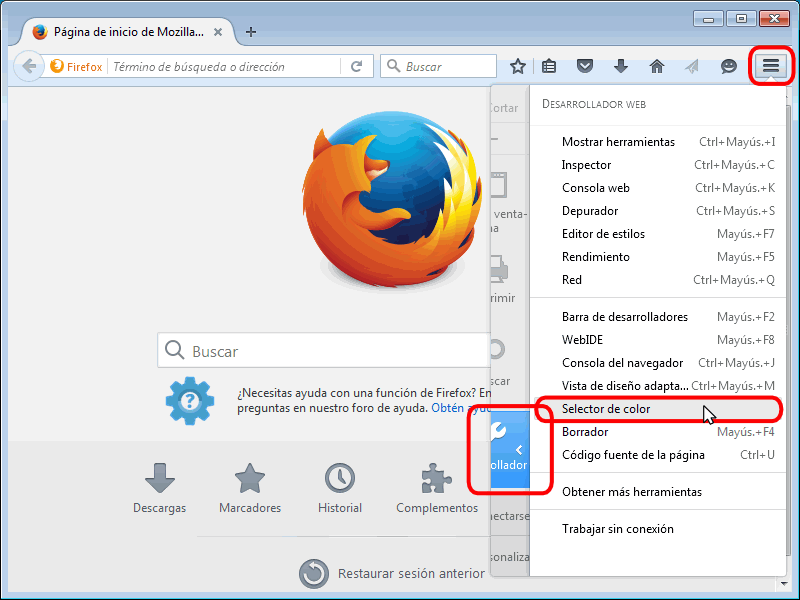 Página de inicio de Mozilla...
Firefox
Término de búsqueda o dirección
Buscar
ortar
DESARROLLADOR WEB
Mostrar herramientas Ctrl+Mayús.+I
Inspector Ctrl+Mayús.+C
Consola web Ctrl+Mayús.+K
Depurador Ctrl+Mayús.+S
Editor de estilos Mayús.+F7
Rendimiento Mayús.+F5
Red Ctrl+Mayús.+Q
Barra de desarrolladores Mayús.+F2
WebIDE Mayús.+F8
Consola del navegador Ctrl+Mayús.+J
Vista de diseño adapta... Ctrl+Mayús.+M
Selector de color
Borrador Mayús.+F4
Código fuente de la página Ctrl+U
Obtener más herramientas
Trabajar sin conexión
venta-
na
rimir
scar
ollador
nectarse
sonaliza
Buscar
¿Necesitas ayuda con una función de Firefox? En
preguntas en nuestro foro de ayuda. Obtén ayud
Descargas
Marcadores
Historial
Complementos
Restaurar sesión anterior